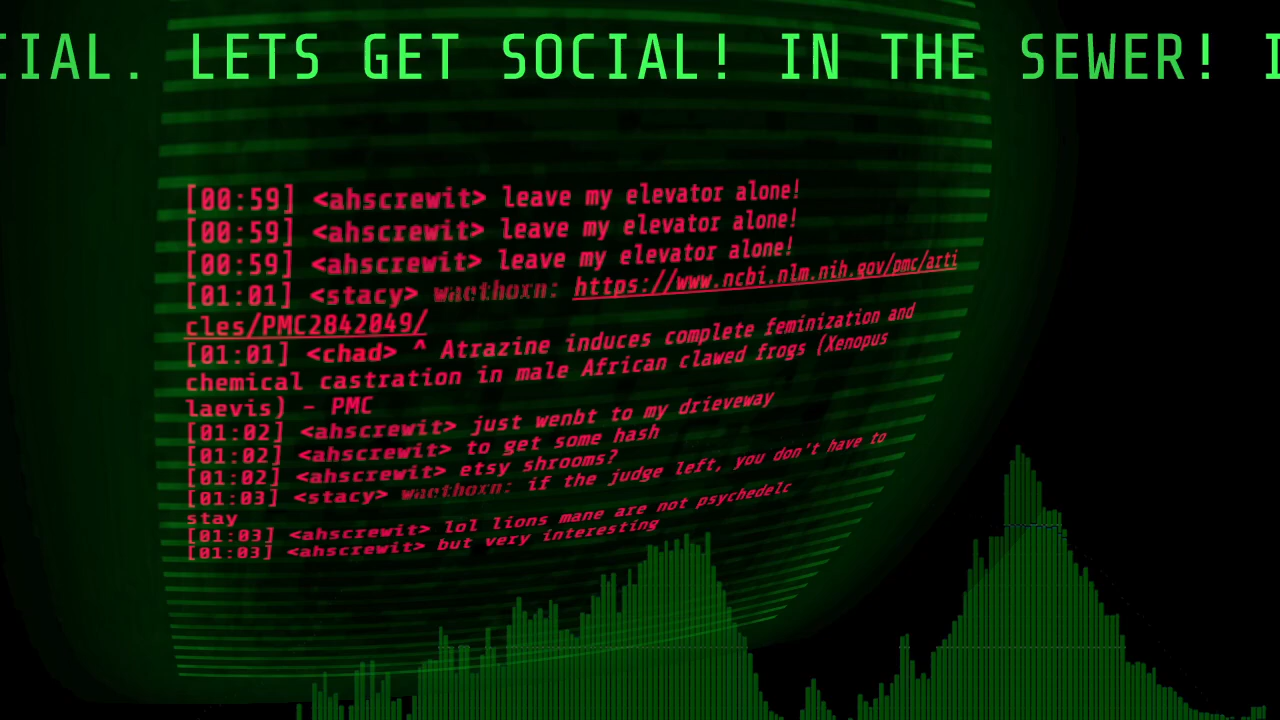 IAL. LETS GET SOCIAL! IN THE SEWER! I
[00:59] <ahscrewit> leave my elevator alone!
[00:59] <ahscrewit> leave my elevator alone!
[00:59] <ahscrewit> leave my elevator alone!
[01:01] <stacy> https://www.ncbi.nlm.nih.gov/pmc/arti
cles/PMC2842049/
[01:01] <chad> ^ Atrazine induces complete feminization and
chemical castration in male African clawed frogs (Xenopus
laevis) - PMC
[01:02] <ahscrewit> just wenbt to my drieveway
[01:02] <ahscrewit> to get some hash
[01:02] <ahscrewit> etsy shrooms?
[01:03] <stacy> if the judge left, you don't have to
stay
[01:03] <ahscrewit> lol lions mane are not psychedelc
[01:03] <ahscrewit> but very interesting